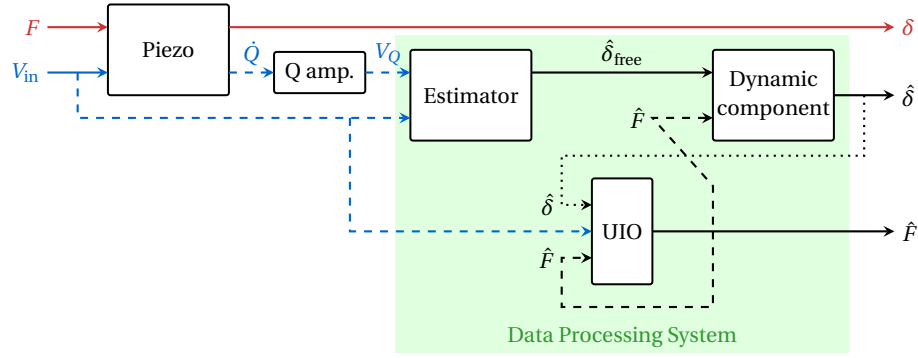 F
δ
Piezo
V_in
Q̇
Q amp.
V_Q
Estimator
δ̂_free
Dynamic
component
δ̂
F̂
δ̂
UIO
F̂
F̂
Data Processing System